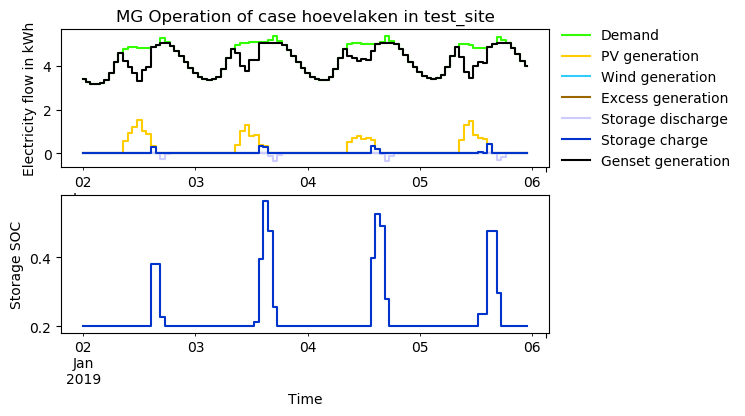 MG Operation of case hoevelaken in test_site
Electricity flow in kWh
4
2
0
02
03
04
05
06
Demand
PV generation
Wind generation
Excess generation
Storage discharge
Storage charge
Genset generation
Storage SOC
0.4
0.2
02
03
04
05
06
Jan
2019
Time